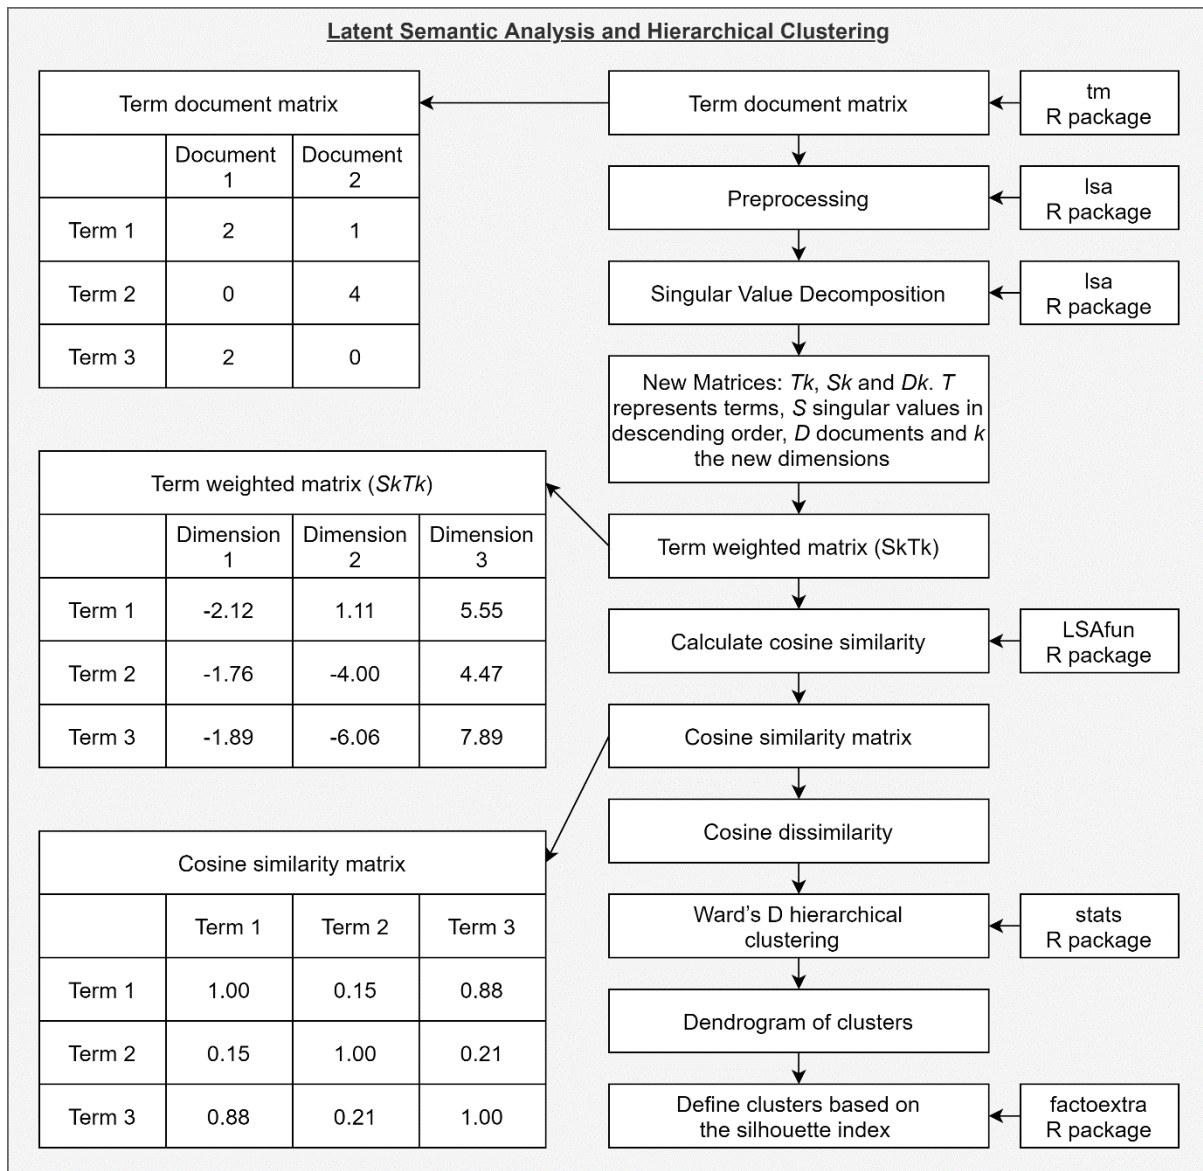 Latent Semantic Analysis and Hierarchical Clustering
Term document matrix
Document
1
Document
2
Term 1
2
1
Term 2
0
4
Term 3
2
0
Term weighted matrix (SkTk)
Dimension
1
Dimension
2
Dimension
3
Term 1
-2.12
1.11
5.55
Term 2
-1.76
-4.00
4.47
Term 3
-1.89
-6.06
7.89
Cosine similarity matrix
Term 1
Term 2
Term 3
Term 1
1.00
0.15
0.88
Term 2
0.15
1.00
0.21
Term 3
0.88
0.21
1.00
Term document matrix
tm
R package
Preprocessing
lsa
R package
Singular Value Decomposition
lsa
R package
New Matrices: Tk, Sk and Dk. T
represents terms, S singular values in
descending order, D documents and k
the new dimensions
Term weighted matrix (SkTk)
Calculate cosine similarity
LSAfun
R package
Cosine similarity matrix
Cosine dissimilarity
Ward's D hierarchical
clustering
stats
R package
Dendrogram of clusters
Define clusters based on
the silhouette index
factoextra
R package